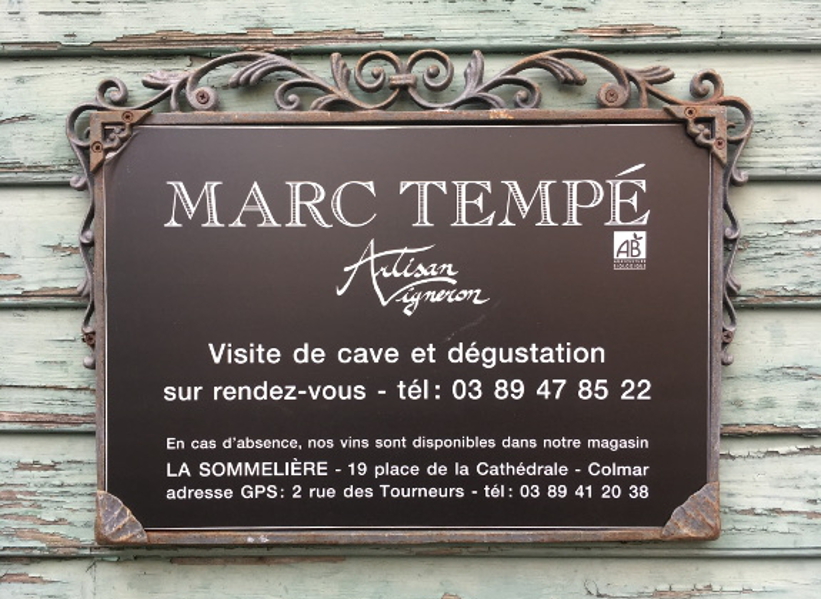 MARC TEMPÉ
AB
AGRICULTURE
BIOLOGIQUE
Artisan
Vigneron
Visite de cave et dégustation
sur rendez-vous - tél: 03 89 47 85 22
En cas d'absence, nos vins sont disponibles dans notre magasin
LA SOMMELIÈRE - 19 place de la Cathédrale - Colmar
adresse GPS: 2 rue des Tourneurs - tél: 03 89 41 20 38